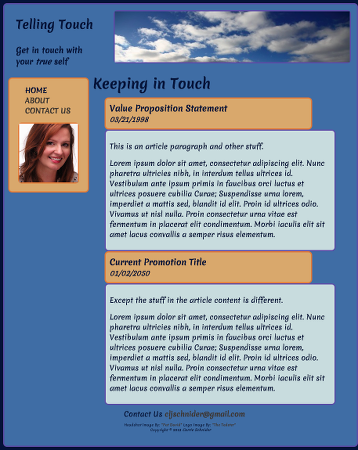 Telling Touch
Get in touch with
your true self
HOME
ABOUT
CONTACT US
Keeping in Touch
Value Proposition Statement
03/21/1998
This is an article paragraph and other stuff.
Lorem ipsum dolor sit amet, consectetur adipiscing elit. Nunc
pharetra ultricies nibh, in interdum tellus ultrices id.
Vestibulum ante ipsum primis in faucibus orci luctus et
ultrices posuere cubilia Curae; Suspendisse urna lorem,
imperdiet a mattis sed, blandit id elit. Proin id ultrices odio.
Vivamus ut nisl nulla. Proin consectetur urna vitae est
fermentum in placerat elit condimentum. Morbi iaculis elit sit
amet lacus convallis a semper risus elementum.
Current Promotion Title
01/02/2050
Except the stuff in the article content is different.
Lorem ipsum dolor sit amet, consectetur adipiscing elit. Nunc
pharetra ultricies nibh, in interdum tellus ultrices id.
Vestibulum ante ipsum primis in faucibus orci luctus et
ultrices posuere cubilia Curae; Suspendisse urna lorem,
imperdiet a mattis sed, blandit id elit. Proin id ultrices odio.
Vivamus ut nisl nulla. Proin consectetur urna vitae est
fermentum in placerat elit condimentum. Morbi iaculis elit sit
amet lacus convallis a semper risus elementum.
Contact Us
Image By: Logo Image By:
Copyright ©